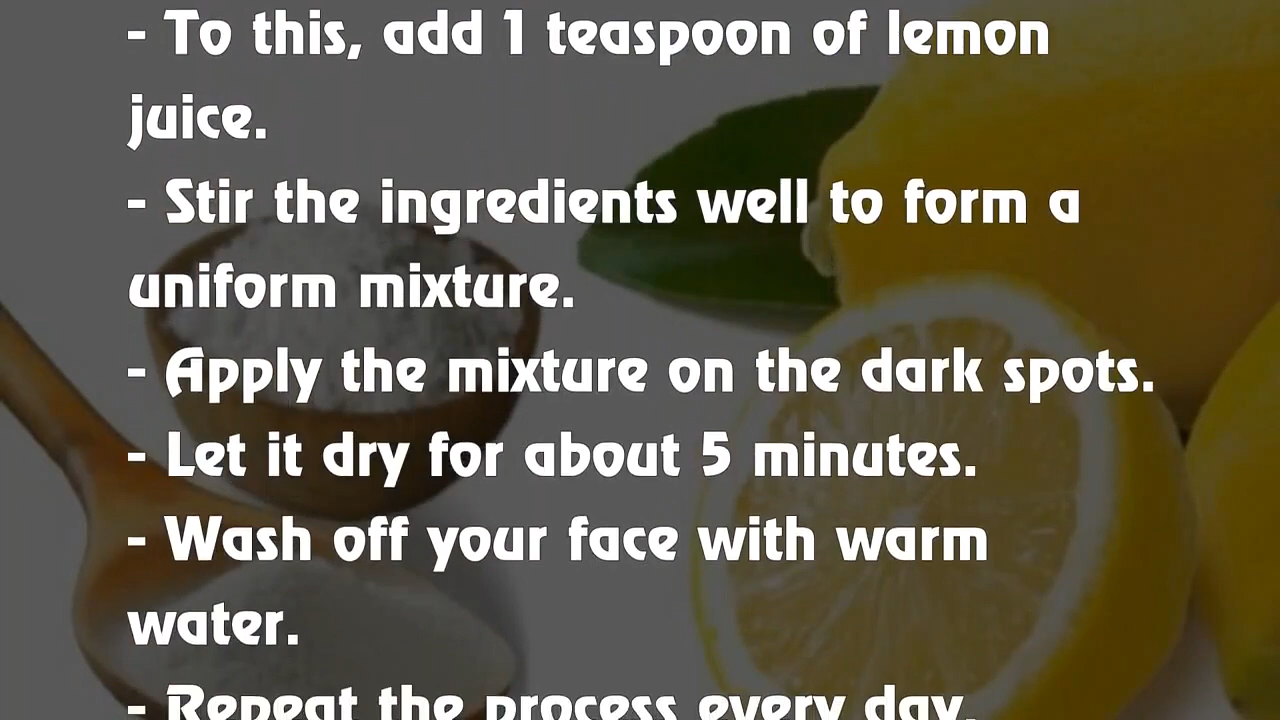 - To this, add 1 teaspoon of lemon
juice.
- Stir the ingredients well to form a
uniform mixture.
- Apply the mixture on the dark spots.
- Let it dry for about 5 minutes.
- Wash off your face with warm
water.
- Repeat the process every day.